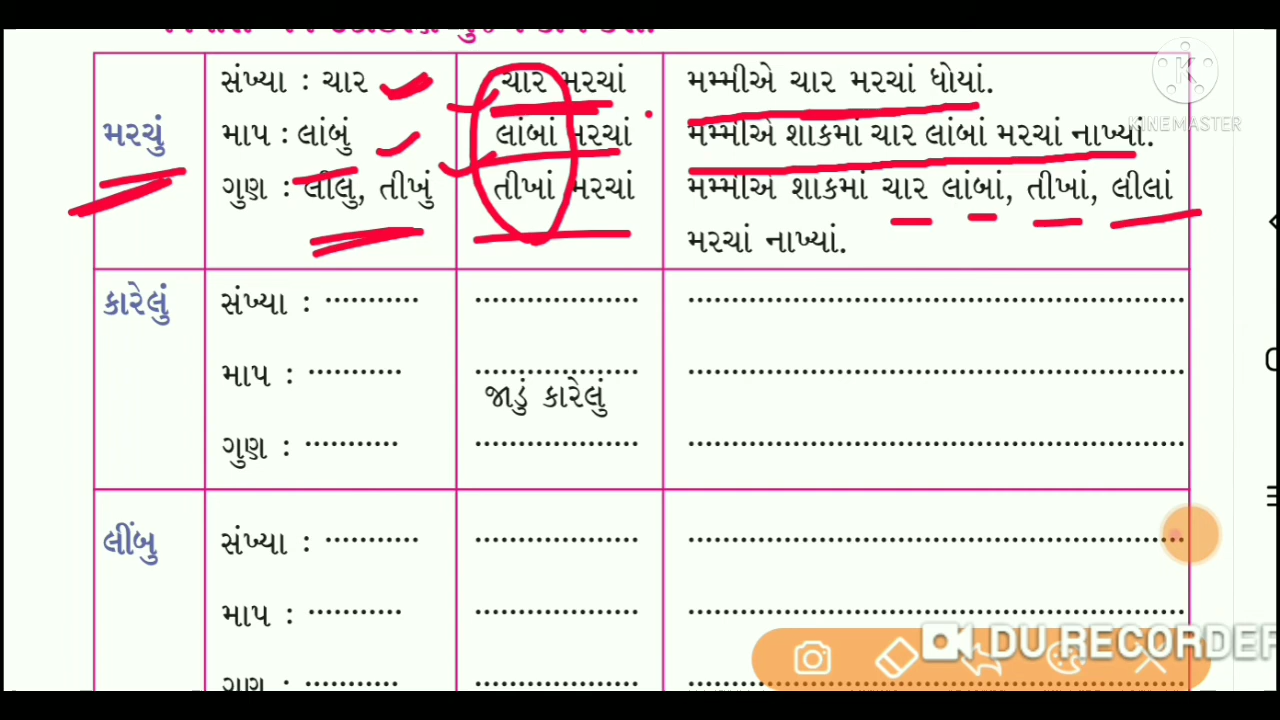 સંખ્યા : ચાર ચાર મરચાં મમ્મીએ ચાર મરચાં ધોયાં.
મરચું માપ : લાંબું લાંબાં મરચાં મમ્મીએ શાકમાં ચાર લાંબાં મરચાં નાખ્યાં.
ગુણ : લીલુ, તીખું તીખાં મરચાં મમ્મીએ શાકમાં ચાર લાંબાં, તીખાં, લીલાં
મરચાં નાખ્યાં.
કારેલું સંખ્યા : ........... ................. ....................................................
માપ : .......... ................. ....................................................
જાડું કારેલું
ગુણ : .......... ................. ....................................................
લીંબુ સંખ્યા : ........... ................. ....................................................
માપ : .......... ................. ....................................................
ગુણ : .......... .................
K
KINEMASTER
DU RECORDER